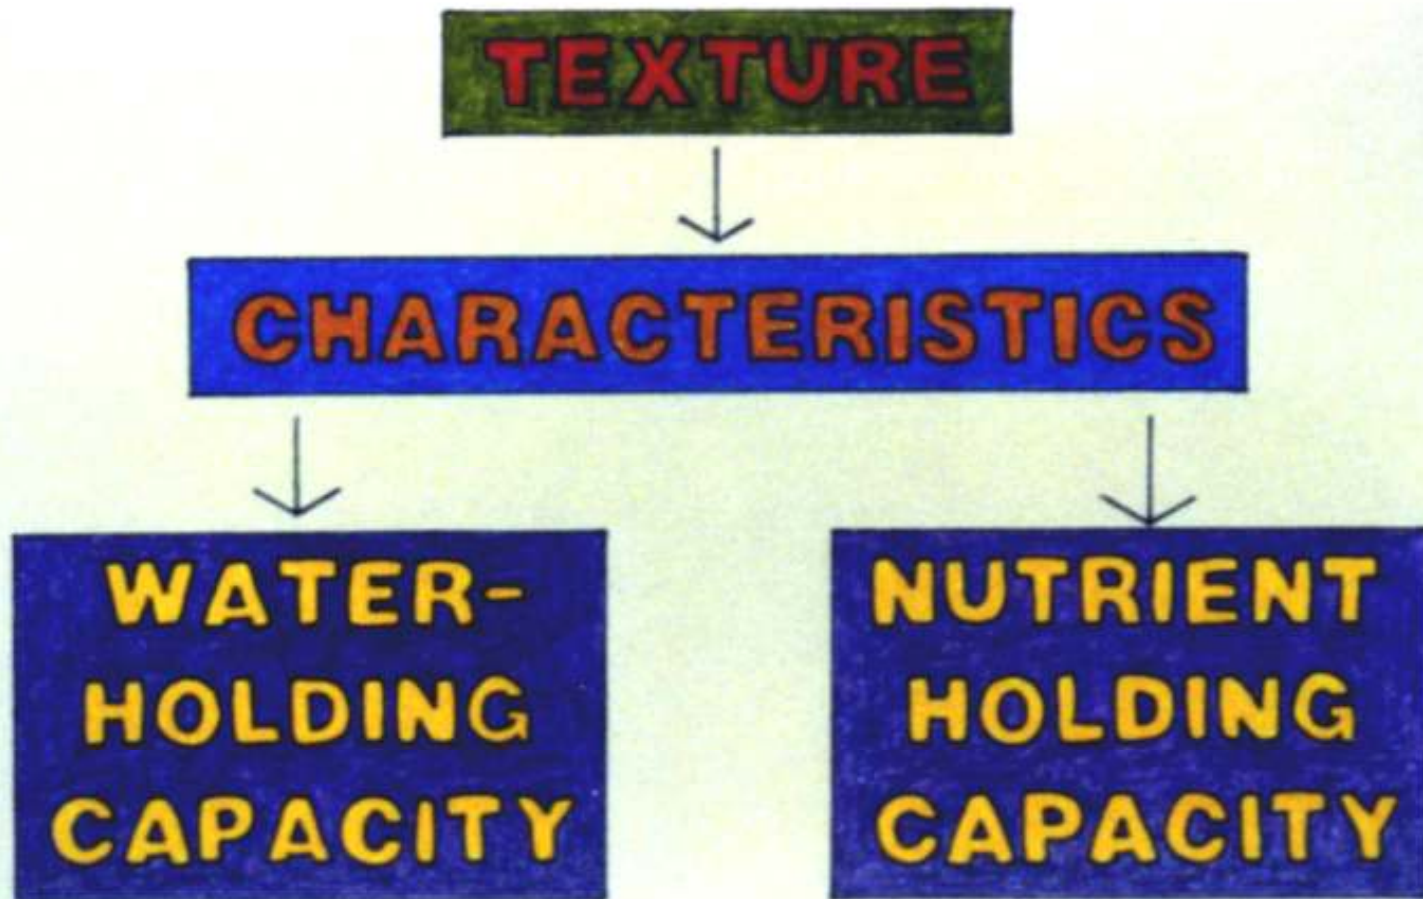 TEXTURE
CHARACTERISTICS
WATER-
HOLDING
CAPACITY
NUTRIENT
HOLDING
CAPACITY